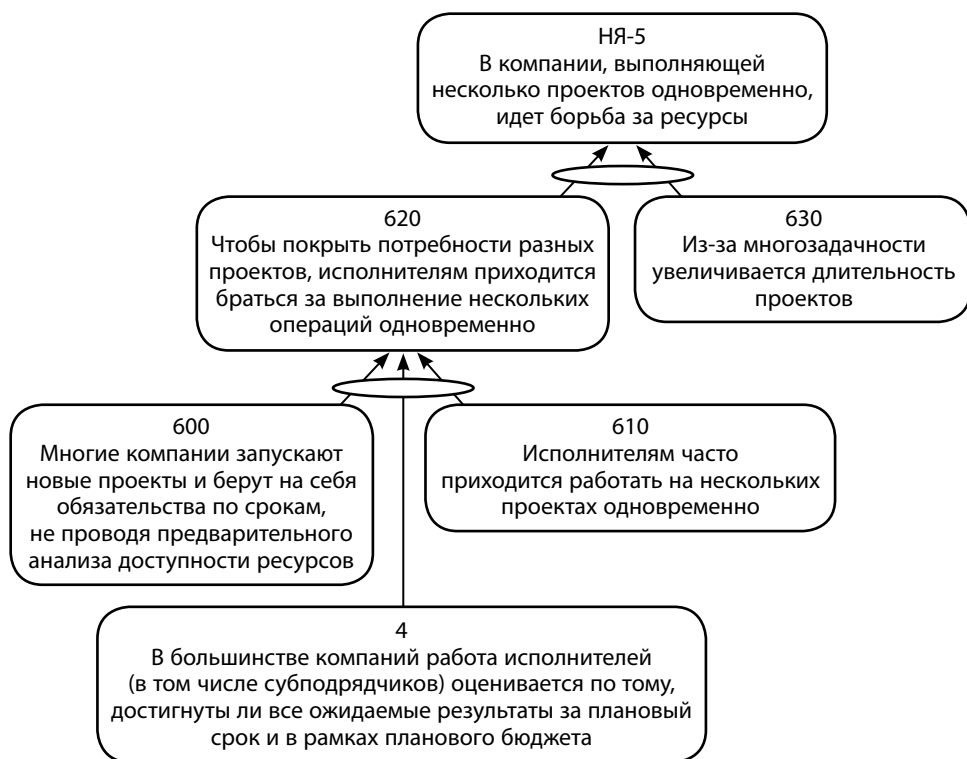 НЯ-5
В компании, выполняющей
несколько проектов одновременно,
идет борьба за ресурсы
620
Чтобы покрыть потребности разных
проектов, исполнителям приходится
браться за выполнение нескольких
операций одновременно
630
Из-за многозадачности
увеличивается длительность
проектов
600
Многие компании запускают
новые проекты и берут на себя
обязательства по срокам,
не проводя предварительного
анализа доступности ресурсов
610
Исполнителям часто
приходится работать на нескольких
проектах одновременно
4
В большинстве компаний работа исполнителей
(в том числе субподрядчиков) оценивается по тому,
достигнуты ли все ожидаемые результаты за плановый
срок и в рамках планового бюджета